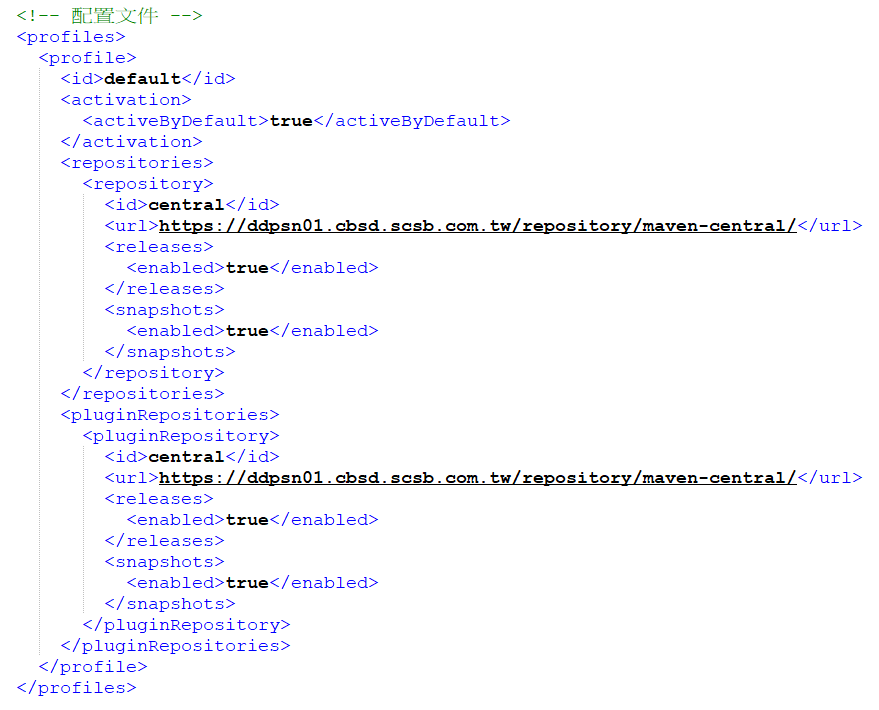 <!-- 配置文件 -->
<profiles>
  <profile>
    <id>default</id>
    <activation>
      <activeByDefault>true</activeByDefault>
    </activation>
    <repositories>
      <repository>
        <id>central</id>
        <url>https://ddpsn01.cbsd.scsb.com.tw/repository/maven-central/</url>
        <releases>
          <enabled>true</enabled>
        </releases>
        <snapshots>
          <enabled>true</enabled>
        </snapshots>
      </repository>
    </repositories>
    <pluginRepositories>
      <pluginRepository>
        <id>central</id>
        <url>https://ddpsn01.cbsd.scsb.com.tw/repository/maven-central/</url>
        <releases>
          <enabled>true</enabled>
        </releases>
        <snapshots>
          <enabled>true</enabled>
        </snapshots>
      </pluginRepository>
    </pluginRepositories>
  </profile>
</profiles>